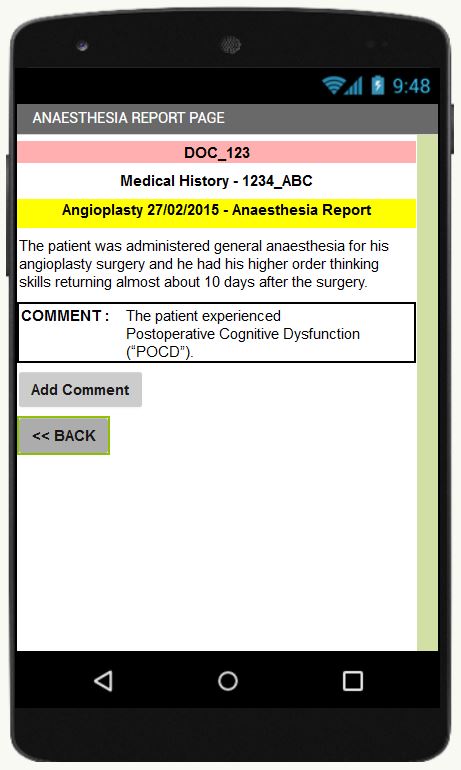 9:48
ANAESTHESIA REPORT PAGE
DOC_123
Medical History - 1234_ABC
Angioplasty 27/02/2015 - Anaesthesia Report
The patient was administered general anaesthesia for his
angioplasty surgery and he had his higher order thinking
skills returning almost about 10 days after the surgery.
COMMENT : The patient experienced
Postoperative Cognitive Dysfunction
(“POCD”).
Add Comment
<< BACK